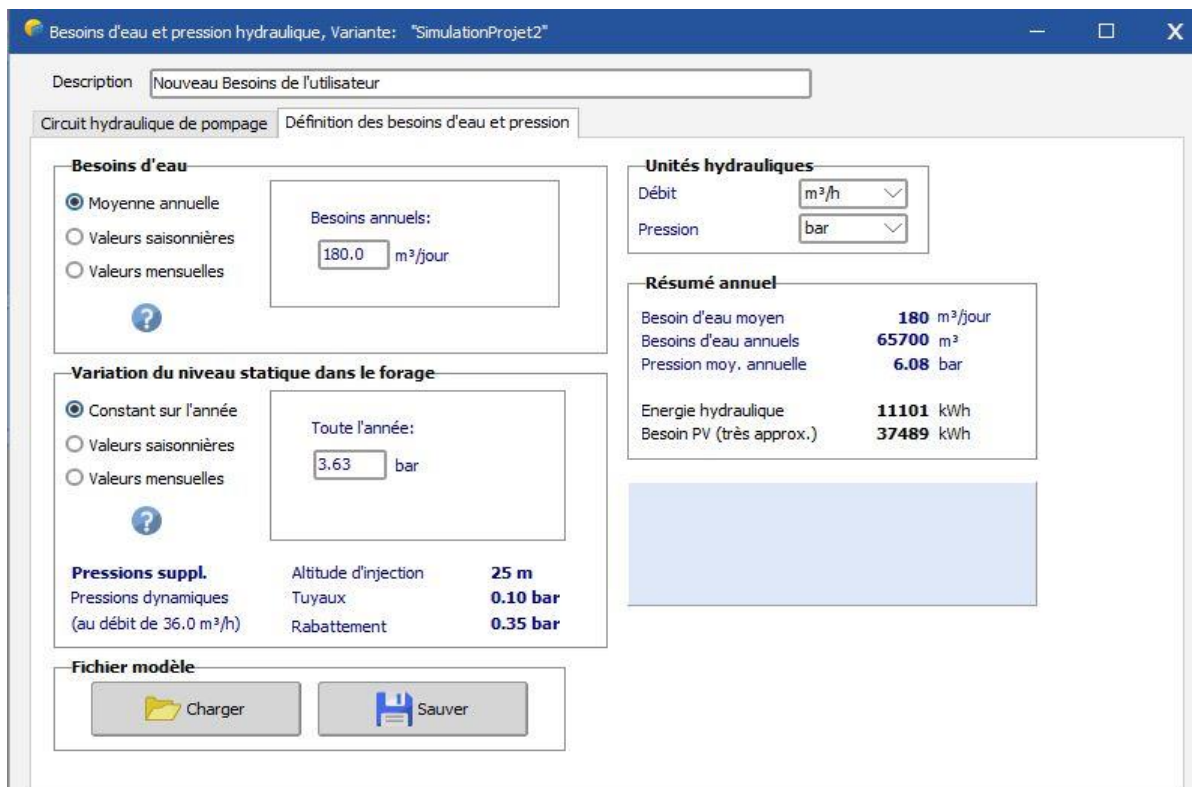 Besoins d'eau et pression hydraulique, Variante: "SimulationProjet2"
Description Nouveau Besoins de l'utilisateur
Circuit hydraulique de pompage Définition des besoins d'eau et pression
Besoins d'eau
Moyenne annuelle
Valeurs saisonnières
Valeurs mensuelles
Besoins annuels:
180.0 m³/jour
?
Variation du niveau statique dans le forage
Constant sur l'année
Valeurs saisonnières
Valeurs mensuelles
Toute l'année:
3.63 bar
?
Pressions suppl. Altitude d'injection 25 m
Pressions dynamiques Tuyaux 0.10 bar
(au débit de 36.0 m³/h) Rabattement 0.35 bar
Fichier modèle
Charger Sauver
Unités hydrauliques
Débit m³/h
Pression bar
Résumé annuel
Besoin d'eau moyen 180 m³/jour
Besoins d'eau annuels 65700 m³
Pression moy. annuelle 6.08 bar
Energie hydraulique 11101 kWh
Besoin PV (très approx.) 37489 kWh